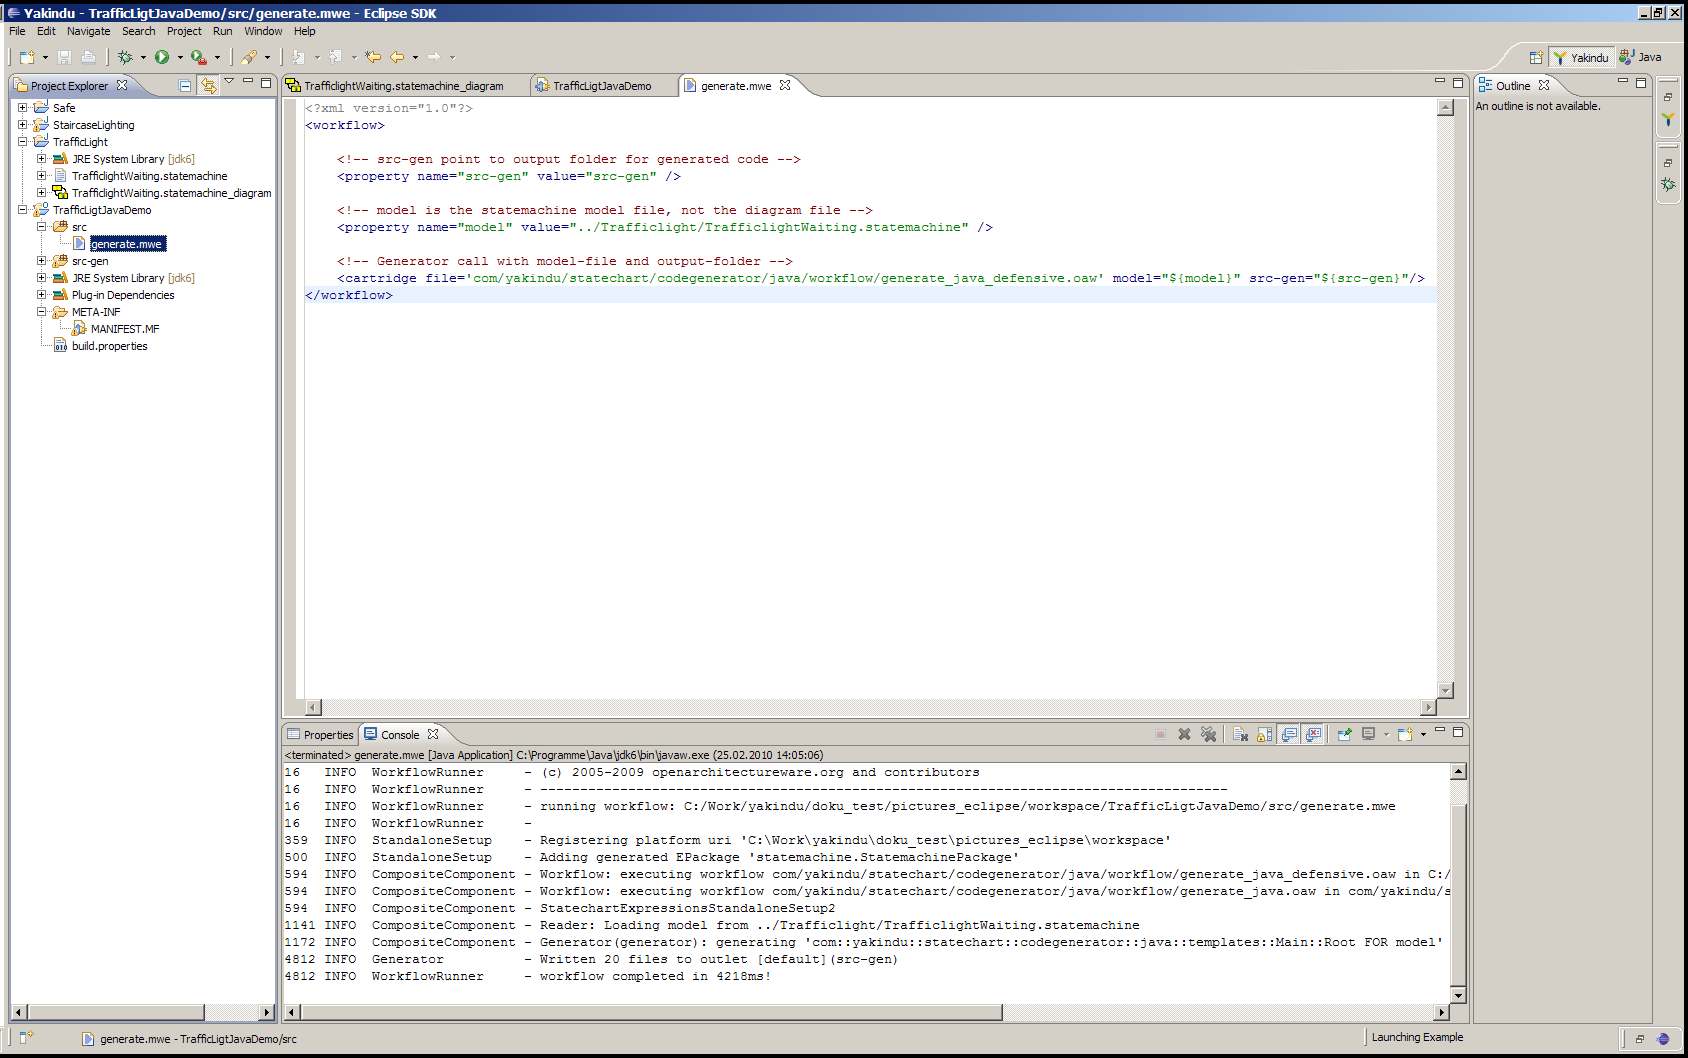 Yakindu - TrafficLigtJavaDemo/src/generate.mwe - Eclipse SDK
File Edit Navigate Search Project Run Window Help
Yakindu Java
Project Explorer
Safe
StaircaseLighting
TrafficLight
JRE System Library [jdk6]
TrafficlightWaiting.statemachine
TrafficlightWaiting.statemachine_diagram
TrafficLigtJavaDemo
src
generate.mwe
src-gen
JRE System Library [jdk6]
Plug-in Dependencies
META-INF
MANIFEST.MF
build.properties
TrafficlightWaiting.statemachine_diagram TrafficLigtJavaDemo generate.mwe
<?xml version="1.0"?>
<workflow>
<!-- src-gen point to output folder for generated code -->
<property name="src-gen" value="src-gen" />
<!-- model is the statemachine model file, not the diagram file -->
<property name="model" value="../Trafficlight/TrafficlightWaiting.statemachine" />
<!-- Generator call with model-file and output-folder -->
<cartridge file='com/yakindu/statechart/codegenerator/java/workflow/generate_java_defensive.oaw' model="${model}" src-gen="${src-gen}"/>
</workflow>
Outline
An outline is not available.
Properties Console
<terminated> generate.mwe [Java Application] C:\Programme\Java\jdk6\bin\javaw.exe (25.02.2010 14:05:06)
16 INFO WorkflowRunner - (c) 2005-2009 openarchitectureware.org and contributors
16 INFO WorkflowRunner - --------------------------------------------------------------------------------------
16 INFO WorkflowRunner - running workflow: C:/Work/yakindu/doku_test/pictures_eclipse/workspace/TrafficLigtJavaDemo/src/generate.mwe
16 INFO WorkflowRunner -
359 INFO StandaloneSetup - Registering platform uri 'C:\Work\yakindu\doku_test\pictures_eclipse\workspace'
500 INFO StandaloneSetup - Adding generated EPackage 'statemachine.StatemachinePackage'
594 INFO CompositeComponent - Workflow: executing workflow com/yakindu/statechart/codegenerator/java/workflow/generate_java_defensive.oaw in C:/
594 INFO CompositeComponent - Workflow: executing workflow com/yakindu/statechart/codegenerator/java/workflow/generate_java.oaw in com/yakindu/s
594 INFO CompositeComponent - StatechartExpressionsStandaloneSetup2
1141 INFO CompositeComponent - Reader: Loading model from ../Trafficlight/TrafficlightWaiting.statemachine
1172 INFO CompositeComponent - Generator(generator): generating 'com::yakindu::statechart::codegenerator::java::templates::Main::Root FOR model'
4812 INFO Generator - Written 20 files to outlet [default](src-gen)
4812 INFO WorkflowRunner - workflow completed in 4218ms!
generate.mwe - TrafficLigtJavaDemo/src
Launching Example